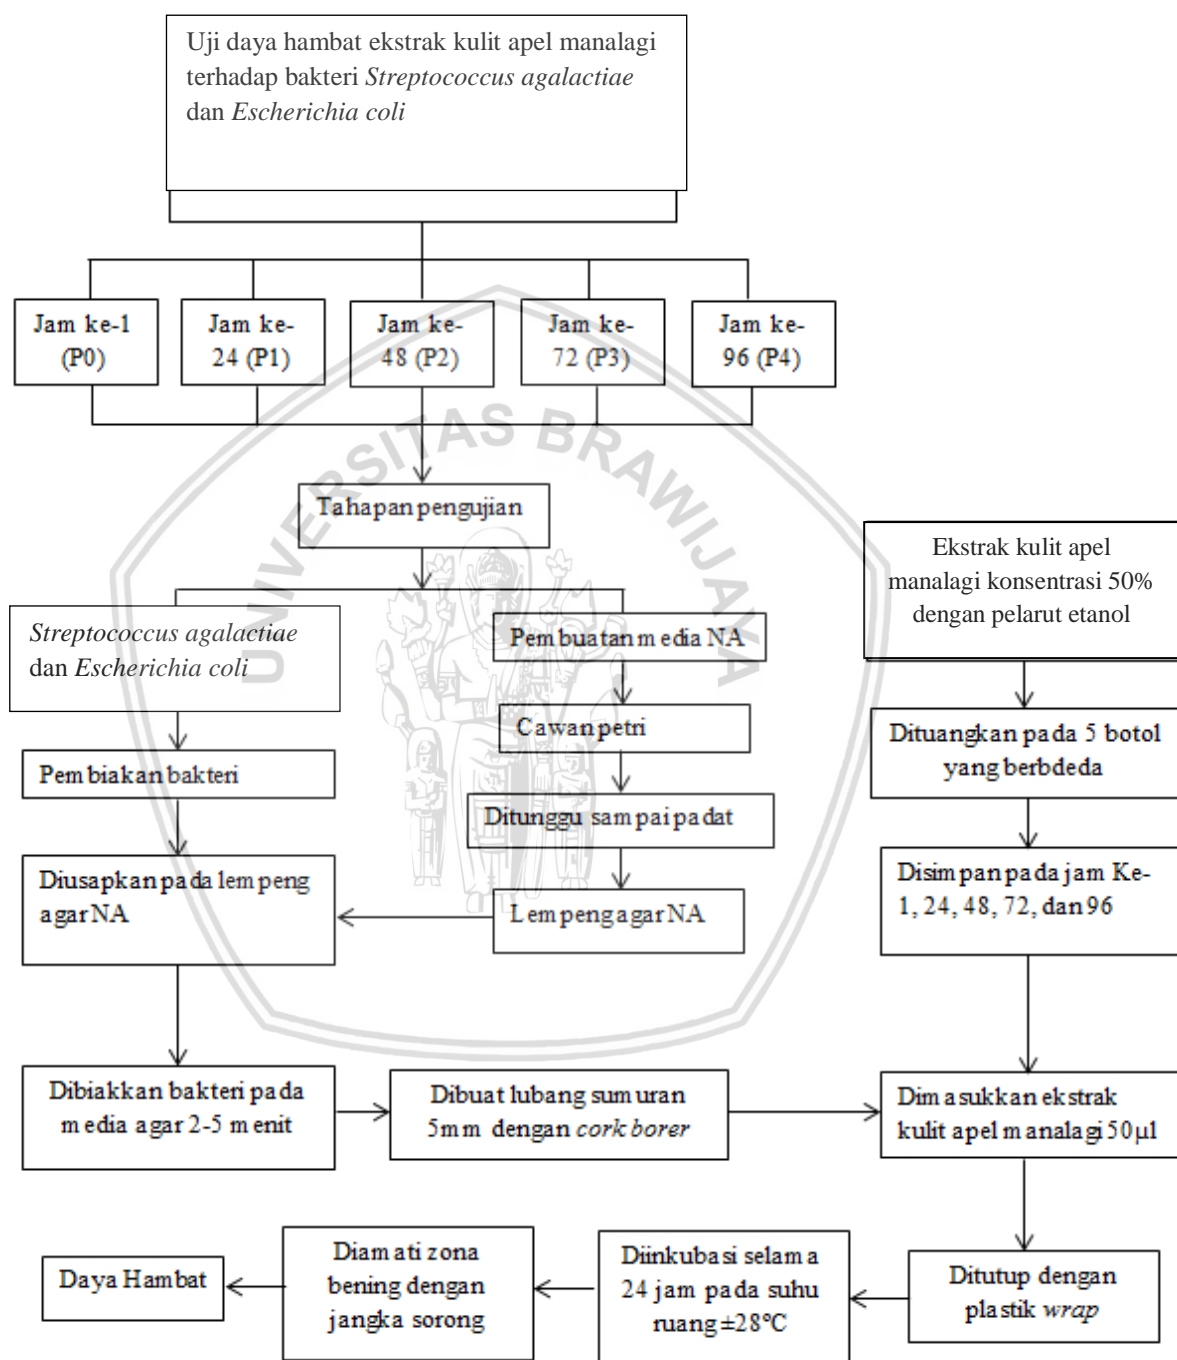 Uji daya hambat ekstrak kulit apel manalagi
terhadap bakteri Streptococcus agalactiae
dan Escherichia coli
Jam ke-1
(P0)
Jam ke-
24 (P1)
Jam ke-
48 (P2)
Jam ke-
72 (P3)
Jam ke-
96 (P4)
UNIVERSITAS BRAWIJAYA
Tahapan pengujian
Streptococcus agalactiae
dan Escherichia coli
Pembiakan bakteri
Pembuatan media NA
Cawan petri
Ditunggu sampai padat
Lempeng agar NA
Diusapkan pada lempeng
agar NA
Ekstrak kulit apel
manalagi konsentrasi 50%
dengan pelarut etanol
Dituangkan pada 5 botol
yang berbdeda
Disimpan pada jam Ke-
1, 24, 48, 72, dan 96
Dibiakkan bakteri pada
media agar 2-5 menit
Dibuat lubang sumuran
5mm dengan cork borer
Dimasukkan ekstrak
kulit apel manalagi 50µl
Ditutup dengan
plastik wrap
Diinkubasi selama
24 jam pada suhu
ruang ±28°C
Diamati zona
bening dengan
jangka sorong
Daya Hambat